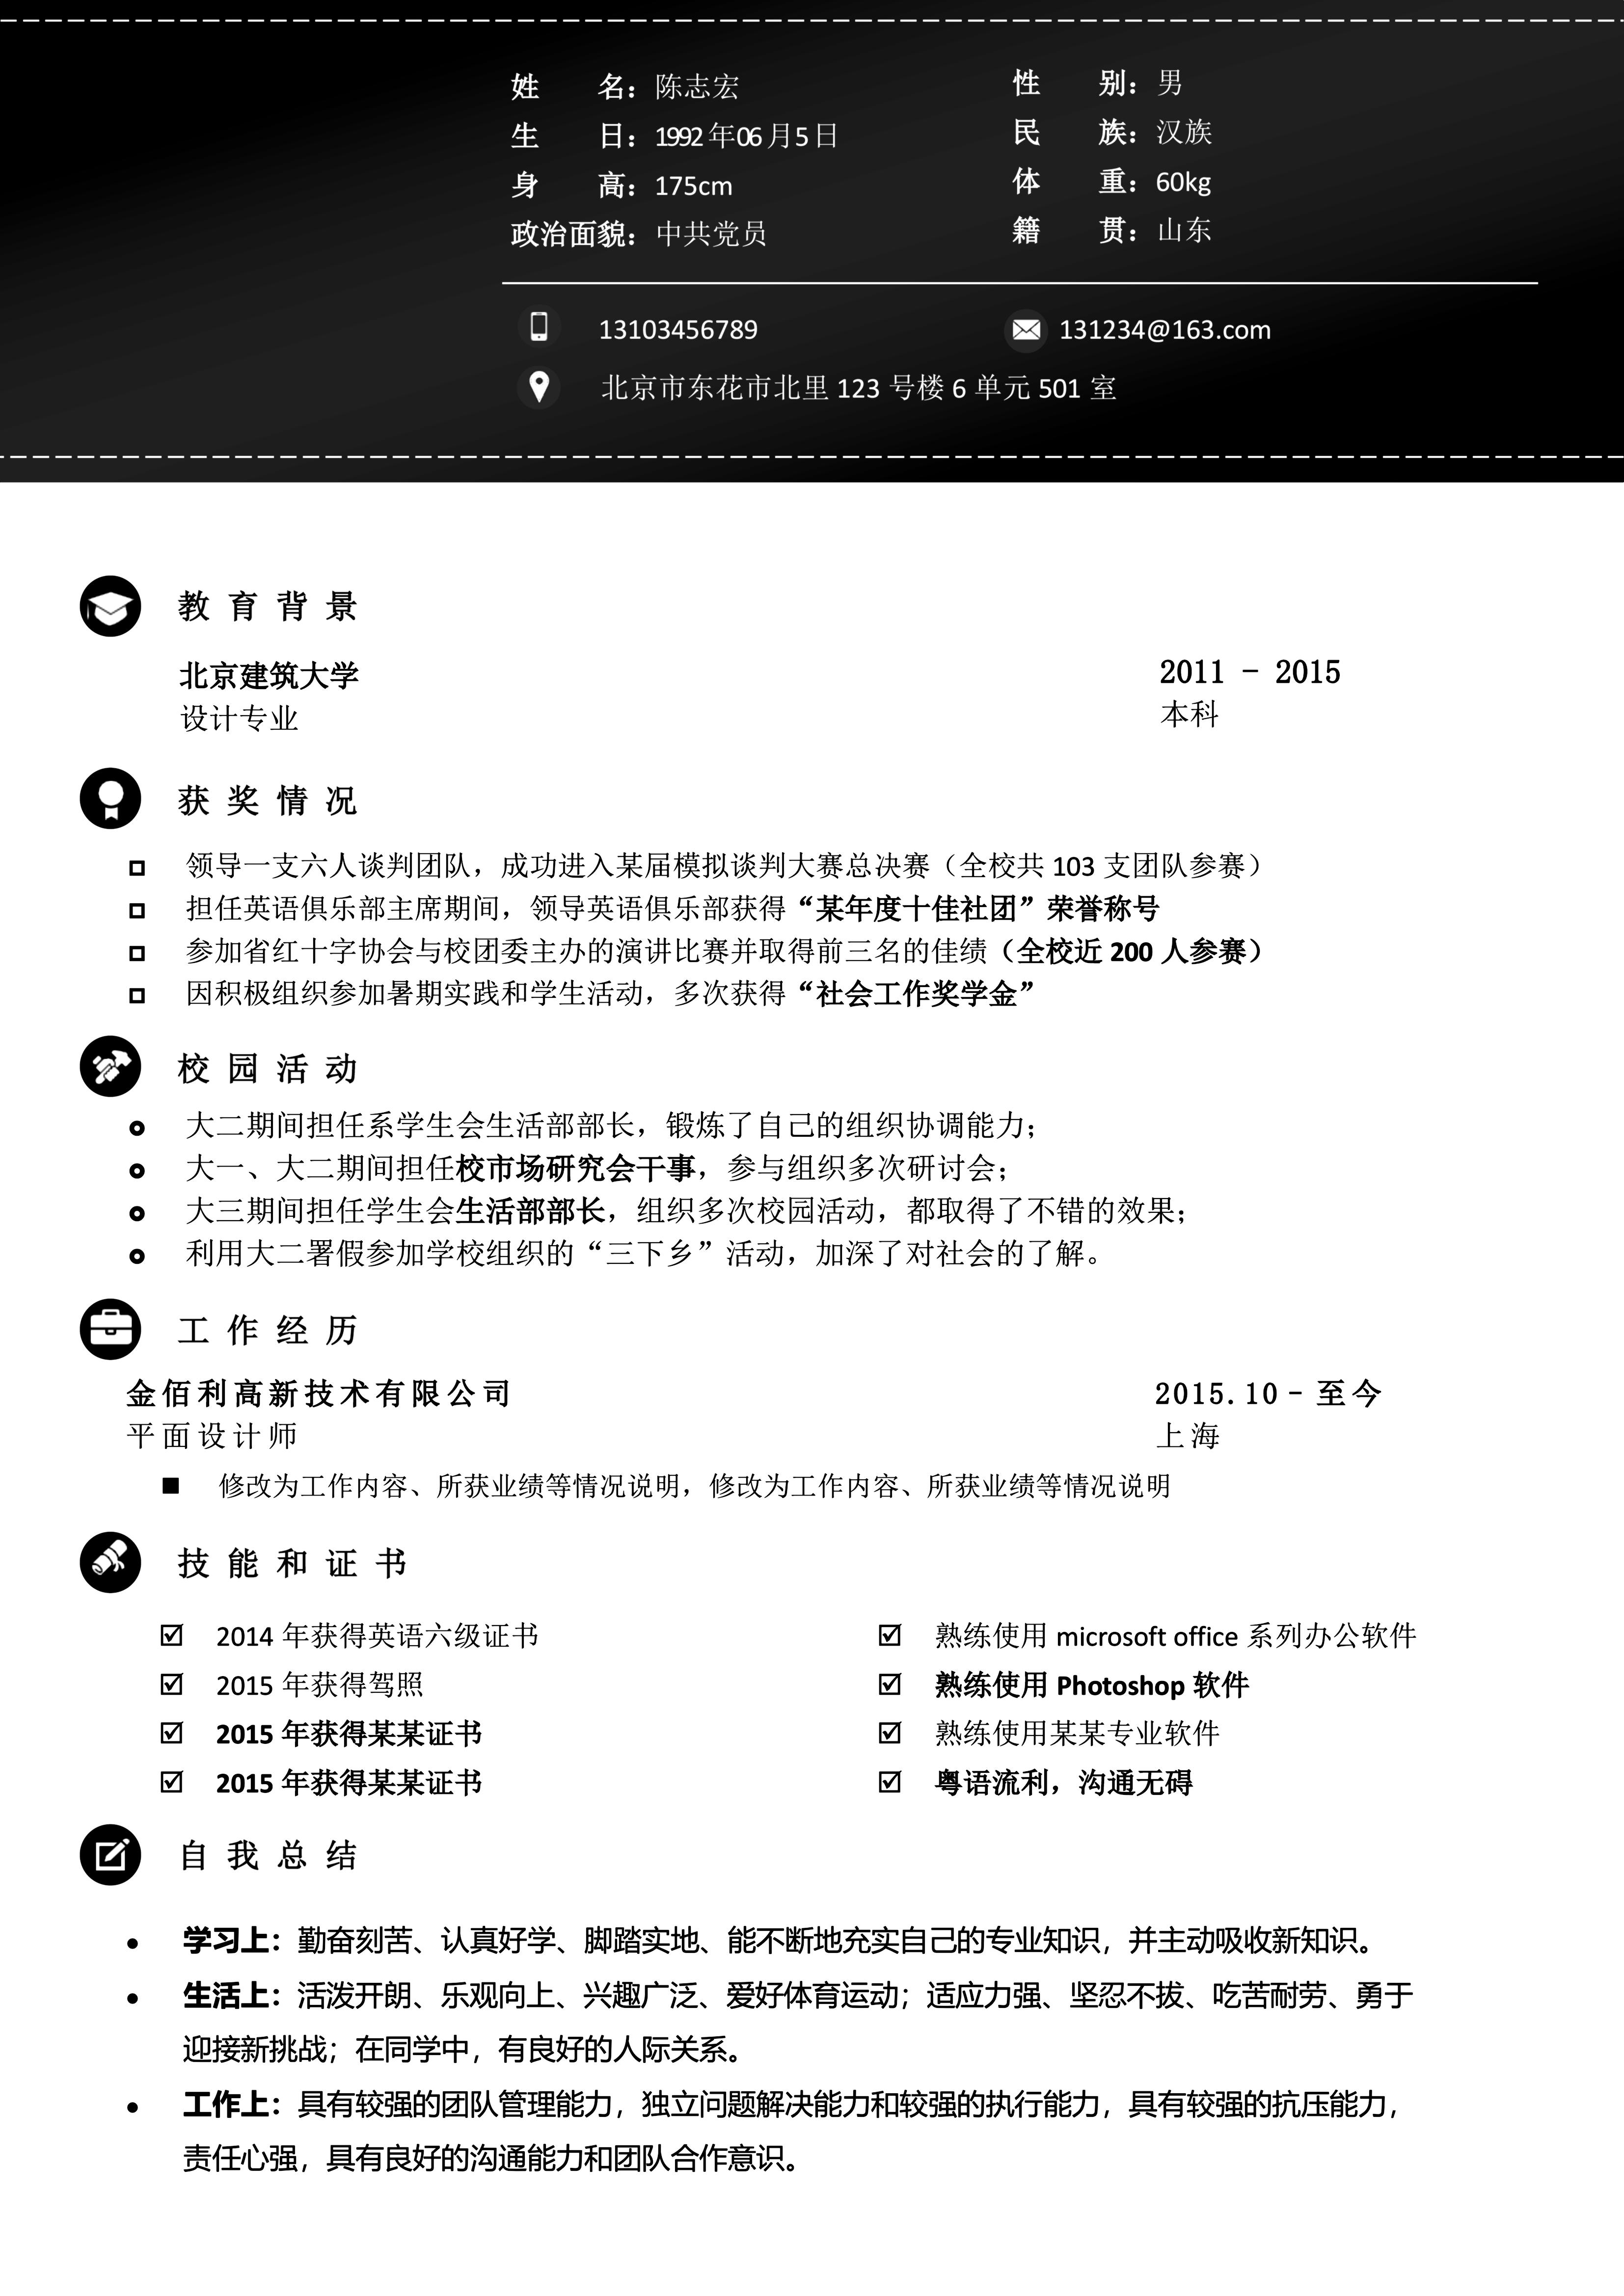 姓 名：陈志宏 性 别：男
生 日：1992年06月5日 民 族：汉族
身 高：175cm 体 重：60kg
政治面貌：中共党员 籍 贯：山东
13103456789 131234@163.com
北京市东花市北里 123 号楼 6 单元 501 室
教育背景
北京建筑大学 2011 - 2015
设计专业 本科
获奖情况
领导一支六人谈判团队，成功进入某届模拟谈判大赛总决赛（全校共 103 支团队参赛）
担任英语俱乐部主席期间，领导英语俱乐部获得“某年度十佳社团”荣誉称号
参加省红十字协会与校团委主办的演讲比赛并取得前三名的佳绩（全校近 200 人参赛）
因积极组织参加暑期实践和学生活动，多次获得“社会工作奖学金”
校园活动
大二期间担任系学生会生活部部长，锻炼了自己的组织协调能力；
大一、大二期间担任校市场研究会干事，参与组织多次研讨会；
大三期间担任学生会生活部部长，组织多次校园活动，都取得了不错的效果；
利用大二署假参加学校组织的“三下乡”活动，加深了对社会的了解。
工作经历
金佰利高新技术有限公司 2015.10-至今
平面设计师 上海
修改为工作内容、所获业绩等情况说明，修改为工作内容、所获业绩等情况说明
技能和证书
2014 年获得英语六级证书 熟练使用 microsoft office 系列办公软件
2015 年获得驾照 熟练使用 Photoshop 软件
2015 年获得某某证书 熟练使用某某专业软件
2015 年获得某某证书 粤语流利，沟通无碍
自我总结
学习上：勤奋刻苦、认真好学、脚踏实地、能不断地充实自己的专业知识，并主动吸收新知识。
生活上：活泼开朗、乐观向上、兴趣广泛、爱好体育运动；适应力强、坚忍不拔、吃苦耐劳、勇于
迎接新挑战；在同学中，有良好的人际关系。
工作上：具有较强的团队管理能力，独立问题解决能力和较强的执行能力，具有较强的抗压能力，
责任心强，具有良好的沟通能力和团队合作意识。